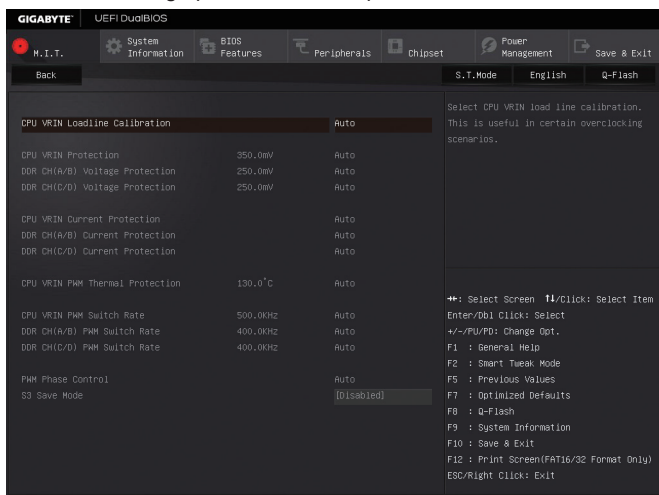 GIGABYTE™ UEFI DualBIOS
M.I.T. System Information BIOS Features Peripherals Chipset Power Management Save & Exit
Back S.T.Mode English Q-Flash
CPU VRIN Loadline Calibration Auto
CPU VRIN Protection 350.0mV Auto
DDR CH(A/B) Voltage Protection 250.0mV Auto
DDR CH(C/D) Voltage Protection 250.0mV Auto
CPU VRIN Current Protection Auto
DDR CH(A/B) Current Protection Auto
DDR CH(C/D) Current Protection Auto
CPU VRIN PWM Thermal Protection 130.0°C Auto
CPU VRIN PWM Switch Rate 500.0KHz Auto
DDR CH(A/B) PWM Switch Rate 400.0KHz Auto
DDR CH(C/D) PWM Switch Rate 400.0KHz Auto
PWM Phase Control Auto
S3 Save Mode [Disabled]
Select CPU VRIN load line calibration.
This is useful in certain overclocking
scenarios.
→←: Select Screen ↑↓/Click: Select Item
Enter/Dbl Click: Select
+/-/PU/PD: Change Opt.
F1 : General Help
F2 : Smart Tweak Mode
F5 : Previous Values
F7 : Optimized Defaults
F8 : Q-Flash
F9 : System Information
F10 : Save & Exit
F12 : Print Screen(FAT16/32 Format Only)
ESC/Right Click: Exit